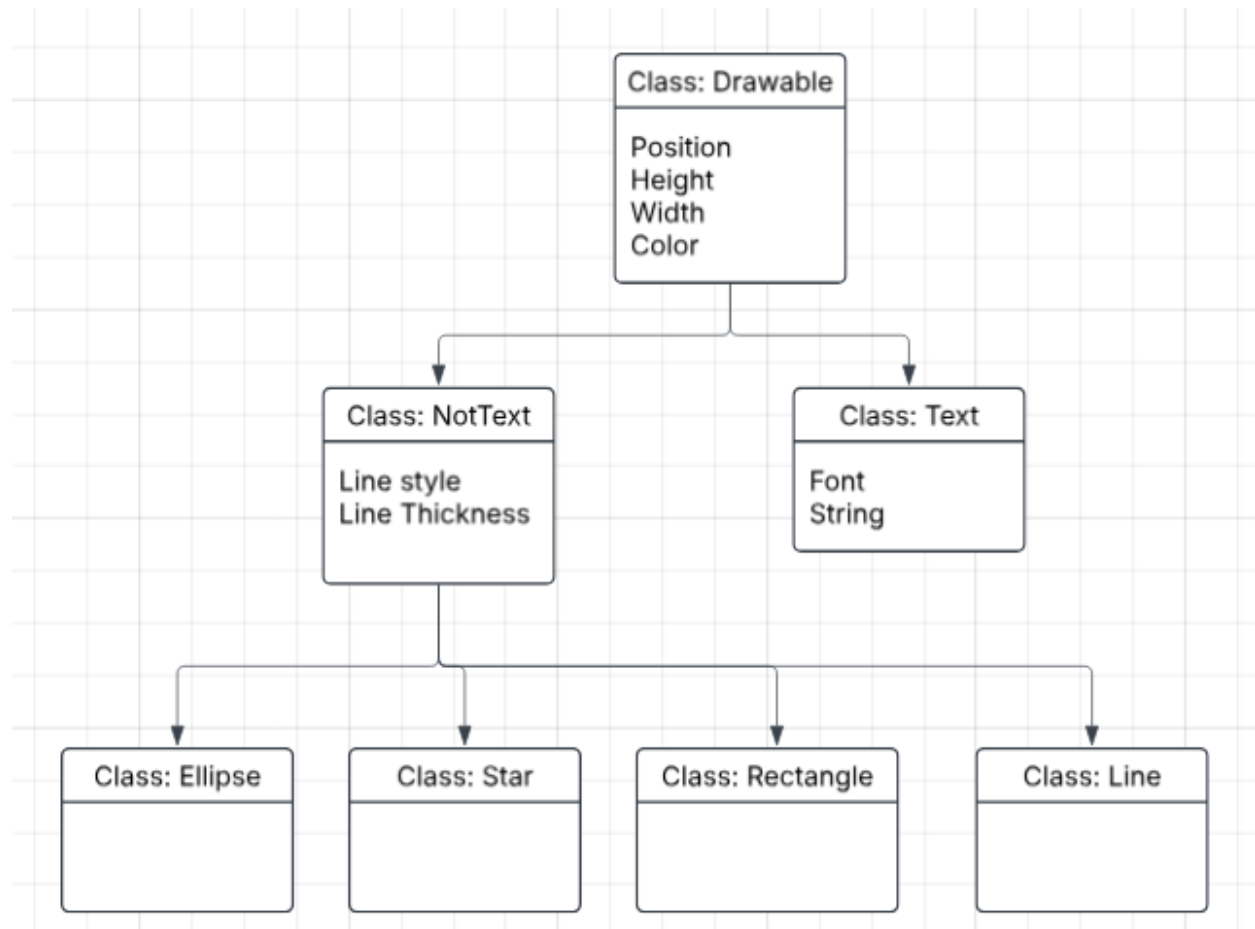 Class: Drawable
Position
Height
Width
Color
Class: NotText
Line style
Line Thickness
Class: Text
Font
String
Class: Ellipse
Class: Star
Class: Rectangle
Class: Line